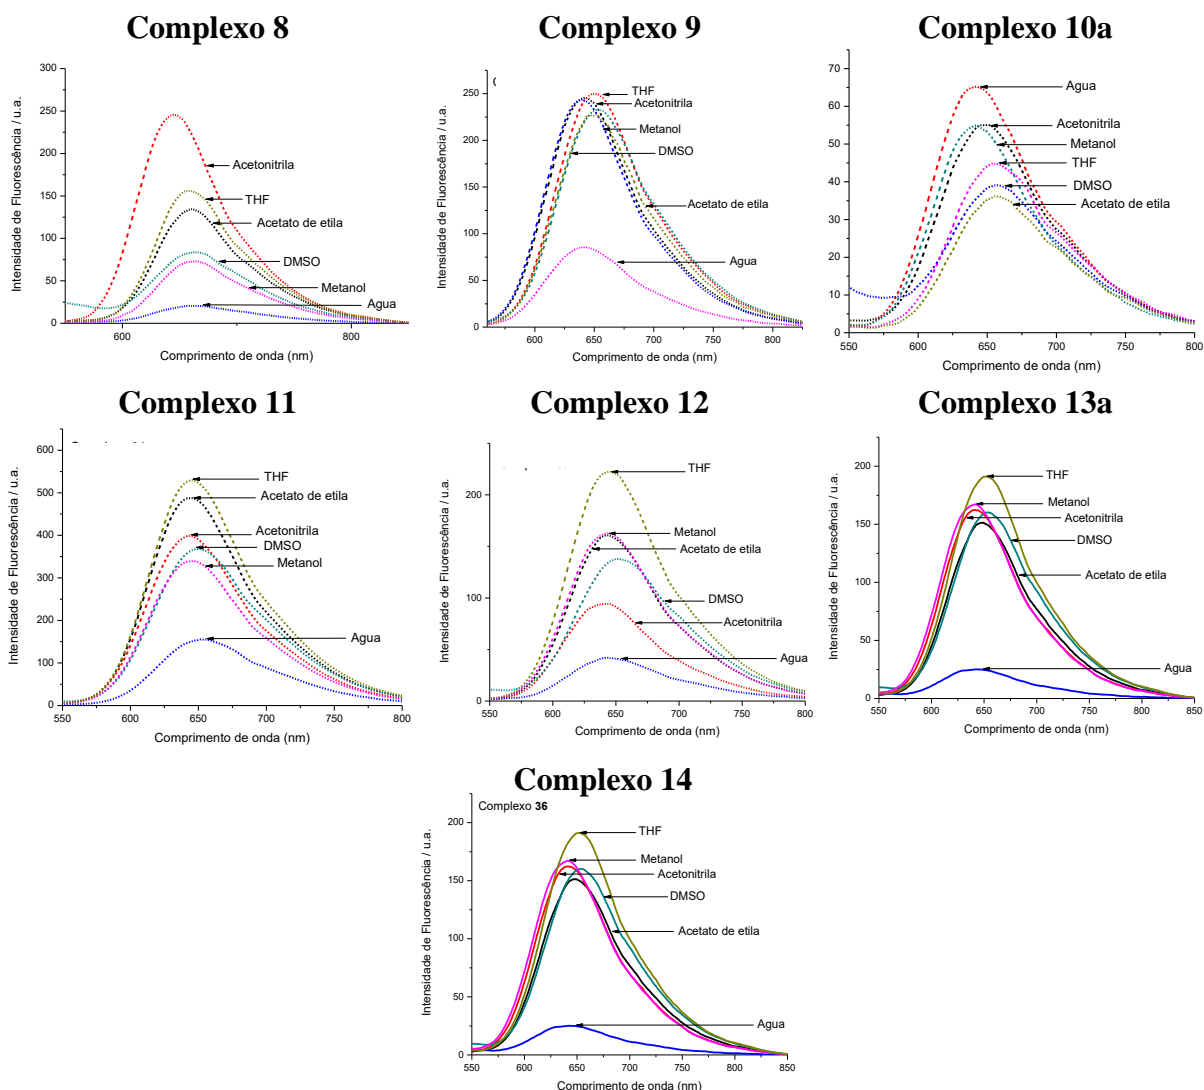 Complexo 8
Intensidade de Fluorescência / u.a.
300
250
200
150
100
50
0
Acetonitrila
THF
Acetato de etila
DMSO
Metanol
Agua
600
800
Comprimento de onda (nm)
Complexo 9
Intensidade de Fluorescência / u.a.
250
200
150
100
50
0
THF
Acetonitrila
Metanol
DMSO
Acetato de etila
Agua
600
650
700
750
800
Comprimento de onda (nm)
Complexo 10a
Intensidade de Fluorescência / u.a.
70
60
50
40
30
20
10
0
Agua
Acetonitrila
Metanol
THF
DMSO
Acetato de etila
550
600
650
700
750
800
Comprimento de onda (nm)
Complexo 11
Intensidade de Fluorescência / u.a.
600
500
400
300
200
100
0
THF
Acetato de etila
Acetonitrila
DMSO
Metanol
Agua
550
600
650
700
750
800
Comprimento de onda (nm)
Complexo 12
Intensidade de Fluorescência / u.a.
200
100
0
THF
Metanol
Acetato de etila
DMSO
Acetonitrila
Agua
550
600
650
700
750
800
Comprimento de onda (nm)
Complexo 13a
Intensidade de Fluorescência / u.a.
200
150
100
50
0
THF
Metanol
Acetonitrila
DMSO
Acetato de etila
Agua
550
600
650
700
750
800
850
Comprimento de onda (nm)
Complexo 14
Complexo 36
Intensidade de Fluorescência / u.a.
200
150
100
50
0
THF
Metanol
Acetonitrila
DMSO
Acetato de etila
Agua
550
600
650
700
750
800
850
Comprimento de onda (nm)